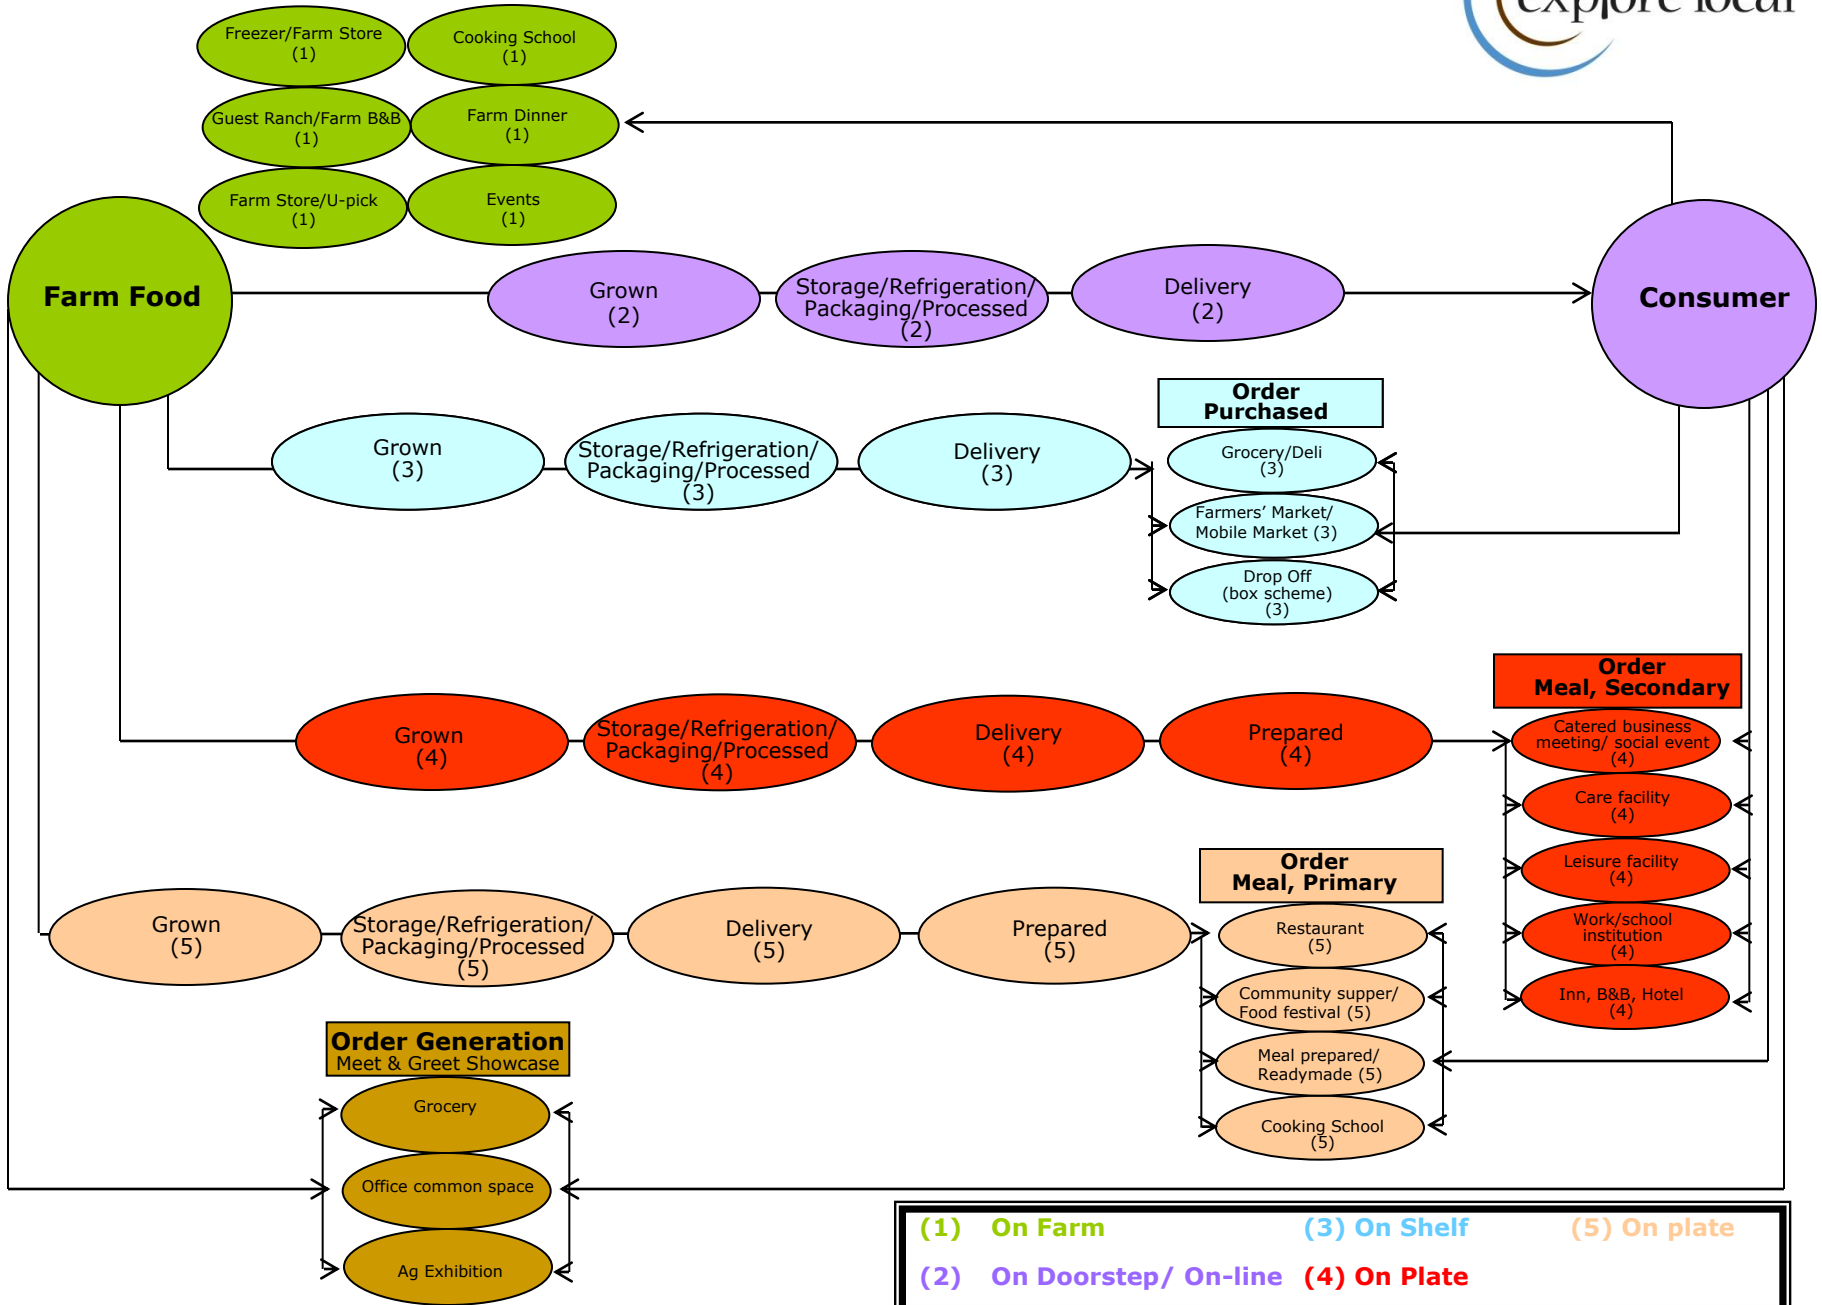 explore local
Freezer/Farm Store
(1)
Cooking School
(1)
Guest Ranch/Farm B&B
(1)
Farm Dinner
(1)
Farm Store/U-pick
(1)
Events
(1)
Farm Food
Grown
(2)
Storage/Refrigeration/
Packaging/Processed
(2)
Delivery
(2)
Consumer
Order
Purchased
Grown
(3)
Storage/Refrigeration/
Packaging/Processed
(3)
Delivery
(3)
Grocery/Deli
(3)
Farmers’ Market/
Mobile Market (3)
Drop Off
(box scheme)
(3)
Order
Meal, Secondary
Grown
(4)
Storage/Refrigeration/
Packaging/Processed
(4)
Delivery
(4)
Prepared
(4)
Catered business
meeting/ social event
(4)
Care facility
(4)
Leisure facility
(4)
Work/school
institution
(4)
Inn, B&B, Hotel
(4)
Order
Meal, Primary
Grown
(5)
Storage/Refrigeration/
Packaging/Processed
(5)
Delivery
(5)
Prepared
(5)
Restaurant
(5)
Community supper/
Food festival (5)
Meal prepared/
Readymade (5)
Cooking School
(5)
Order Generation
Meet & Greet Showcase
Grocery
Office common space
Ag Exhibition
(1) On Farm (3) On Shelf (5) On plate
(2) On Doorstep/ On-line (4) On Plate